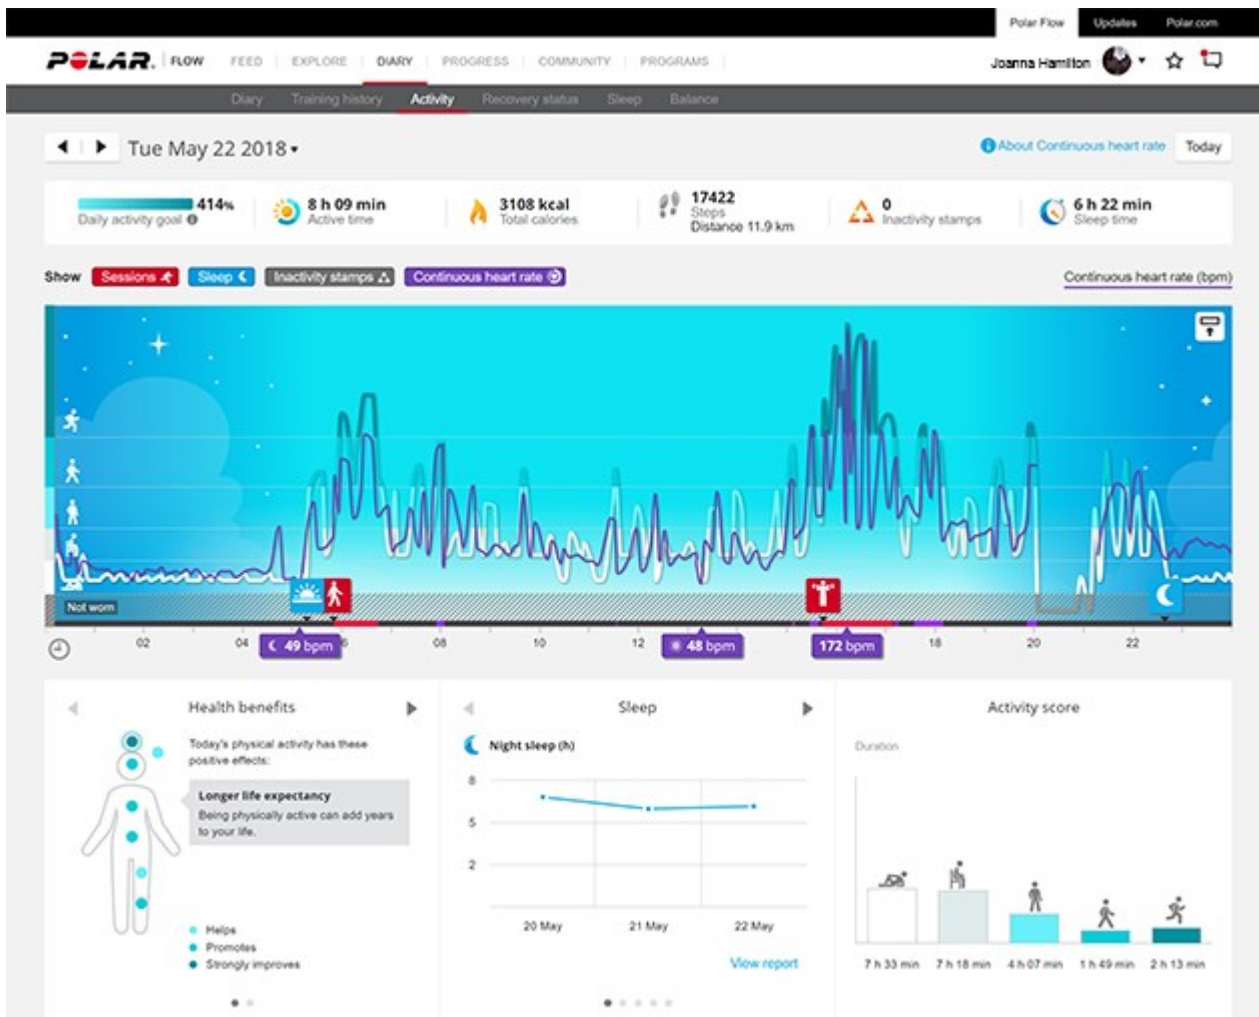 Polar Flow Updates Polar.com
POLAR. FLOW FEED EXPLORE DIARY PROGRESS COMMUNITY PROGRAMS Joanna Hamilton
Diary Training history Activity Recovery status Sleep Balance
Tue May 22 2018 About Continuous heart rate Today
414%
Daily activity goal
8 h 09 min
Active time
3108 kcal
Total calories
17422
Steps
Distance 11.9 km
0
Inactivity stamps
6 h 22 min
Sleep time
Show Sessions Sleep Inactivity stamps Continuous heart rate Continuous heart rate (bpm)
Not worn
02 04 08 10 12 18 20 22
49 bpm 48 bpm 172 bpm
Health benefits
Today's physical activity has these
positive effects:
Longer life expectancy
Being physically active can add years
to your life.
Helps
Promotes
Strongly improves
Sleep
Night sleep (h)
8
5
2
20 May 21 May 22 May
View report
Activity score
Duration
7 h 33 min 7 h 18 min 4 h 07 min 1 h 49 min 2 h 13 min